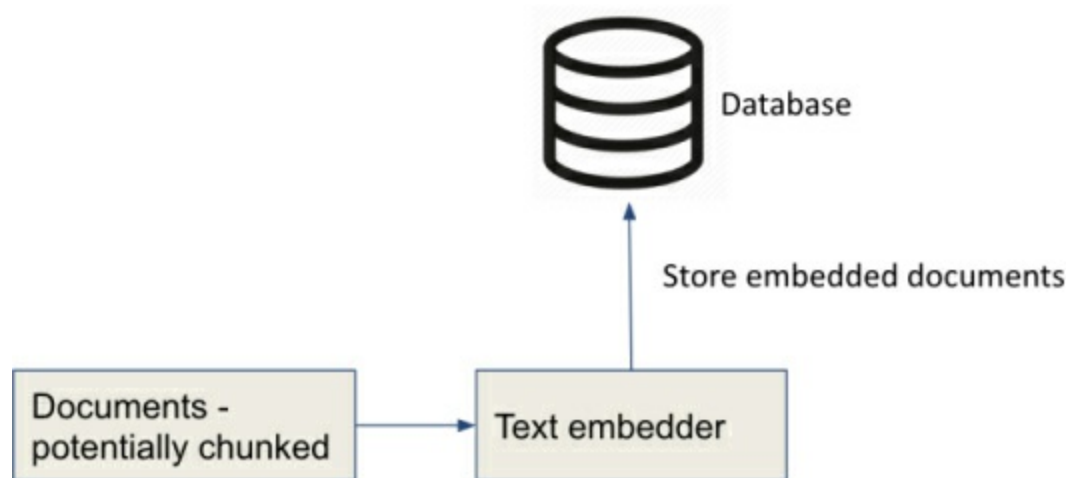 Database
Store embedded documents
Documents -
potentially chunked
Text embedder